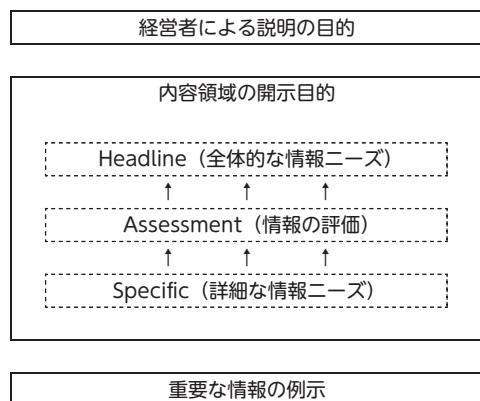 経営者による説明の目的
内容領域の開示目的
Headline（全体的な情報ニーズ）
↑ ↑ ↑
Assessment（情報の評価）
↑ ↑ ↑
Specific（詳細な情報ニーズ）
重要な情報の例示